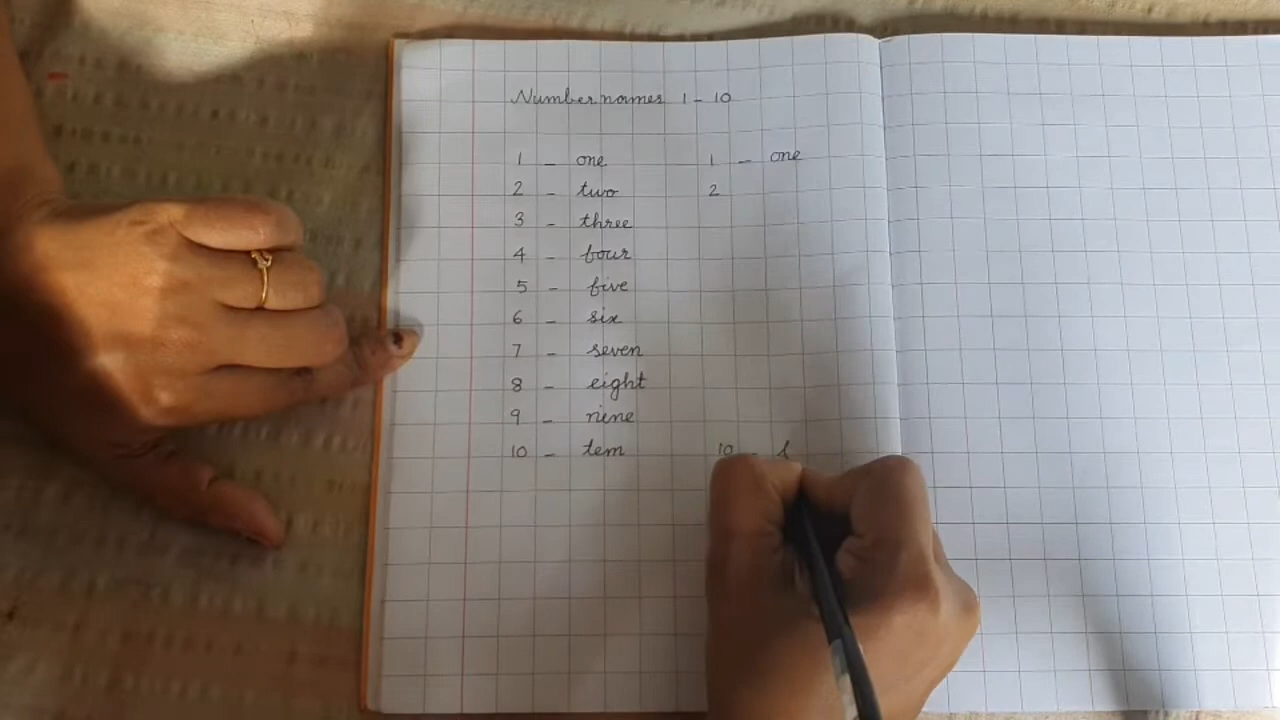 Number names 1 - 10
1 - one 1 - one
2 - two 2
3 - three
4 - four
5 - five
6 - six
7 - seven
8 - eight
9 - nine
10 - ten 10 - t